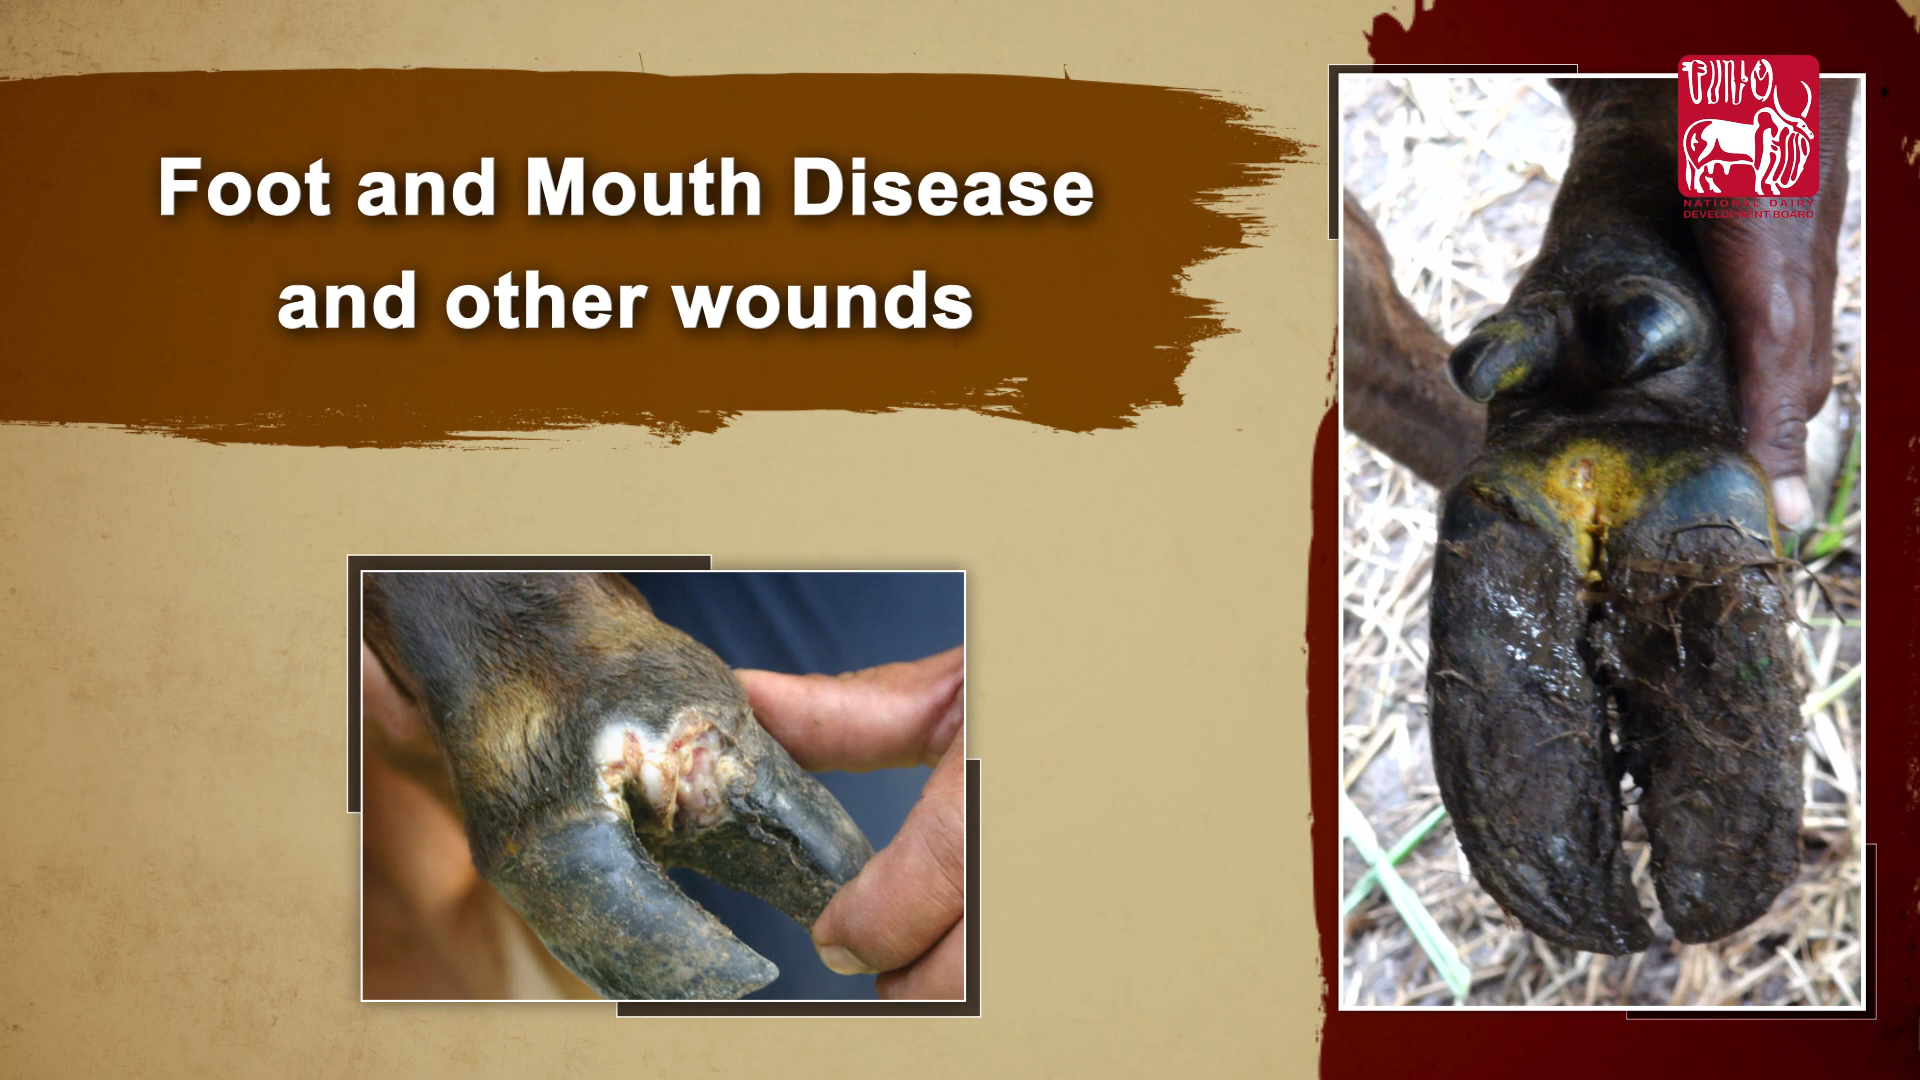 Foot and Mouth Disease
and other wounds
NATIONAL DAIRY
DEVELOPMENT BOARD